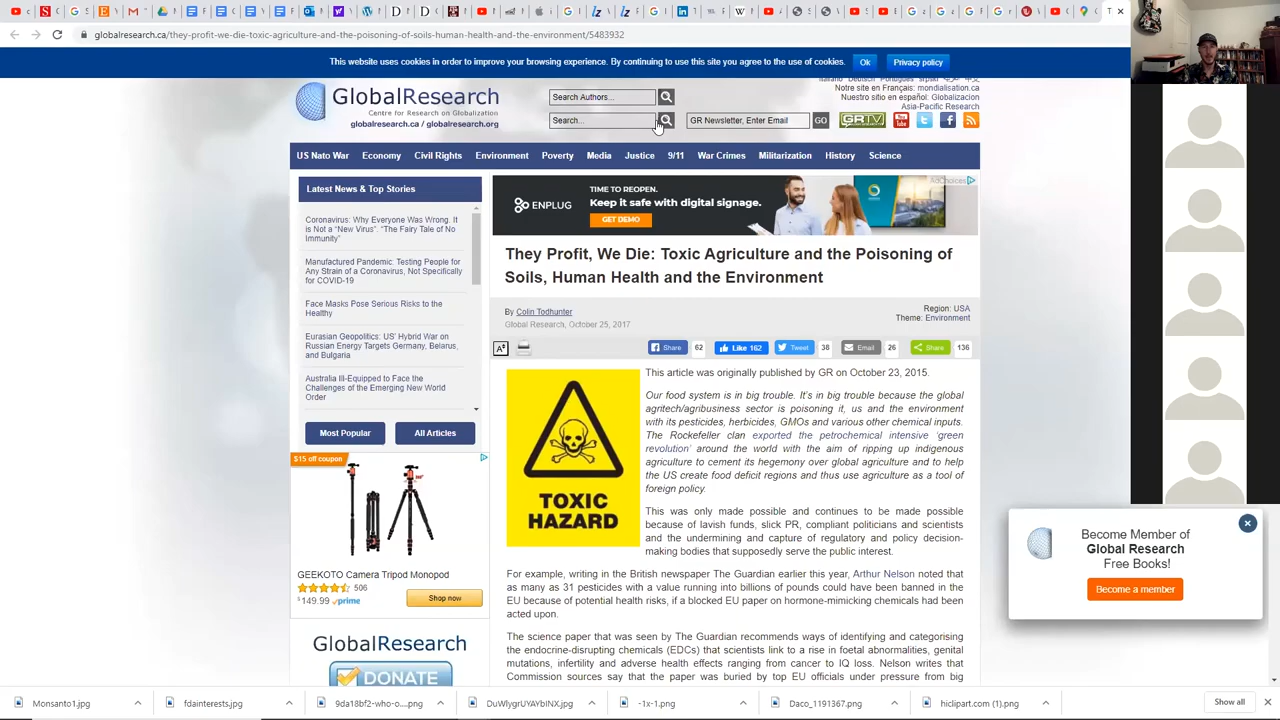 globalresearch.ca/they-profit-we-die-toxic-agriculture-and-the-poisoning-of-soils-human-health-and-the-environment/5483932
This website uses cookies in order to improve your browsing experience. By continuing to use this site you agree to the use of cookies.
Ok
Privacy policy
Italiano Deutsch Português srpski
Notre site en Français: mondialisation.ca
Nuestro sitio en español: Globalizacion
Asia-Pacific Research
GlobalResearch
Centre for Research on Globalization
globalresearch.ca / globalresearch.org
Search Authors...
Search...
GR Newsletter, Enter Email
GO
GRTV
You Tube
US Nato War
Economy
Civil Rights
Environment
Poverty
Media
Justice
9/11
War Crimes
Militarization
History
Science
Latest News & Top Stories
Coronavirus: Why Everyone Was Wrong. It
is Not a "New Virus". "The Fairy Tale of No
Immunity"
Manufactured Pandemic: Testing People for
Any Strain of a Coronavirus, Not Specifically
for COVID-19
Face Masks Pose Serious Risks to the
Healthy
Eurasian Geopolitics: US' Hybrid War on
Russian Energy Targets Germany, Belarus,
and Bulgaria
Australia Ill-Equipped to Face the
Challenges of the Emerging New World
Order
Most Popular
All Articles
$15 off coupon
GEEKOTO Camera Tripod Monopod
506
$149.99 prime
Shop now
GlobalResearch
DONATE
AdChoices
ENPLUG
TIME TO REOPEN.
Keep it safe with digital signage.
GET DEMO
They Profit, We Die: Toxic Agriculture and the Poisoning of
Soils, Human Health and the Environment
By Colin Todhunter
Global Research, October 25, 2017
Region: USA
Theme: Environment
Share 62
Like 162
Tweet 38
Email 26
Share 136
TOXIC
HAZARD
This article was originally published by GR on October 23, 2015.
Our food system is in big trouble. It's in big trouble because the global
agritech/agribusiness sector is poisoning it, us and the environment
with its pesticides, herbicides, GMOs and various other chemical inputs.
The Rockefeller clan exported the petrochemical intensive 'green
revolution' around the world with the aim of ripping up indigenous
agriculture to cement its hegemony over global agriculture and to help
the US create food deficit regions and thus use agriculture as a tool of
foreign policy.
This was only made possible and continues to be made possible
because of lavish funds, slick PR, compliant politicians and scientists
and the undermining and capture of regulatory and policy decision-
making bodies that supposedly serve the public interest.
For example, writing in the British newspaper The Guardian earlier this year, Arthur Nelson noted that
as many as 31 pesticides with a value running into billions of pounds could have been banned in the
EU because of potential health risks, if a blocked EU paper on hormone-mimicking chemicals had been
acted upon.
The science paper that was seen by The Guardian recommends ways of identifying and categorising
the endocrine-disrupting chemicals (EDCs) that scientists link to a rise in foetal abnormalities, genital
mutations, infertility and adverse health effects ranging from cancer to IQ loss. Nelson writes that
Commission sources say that the paper was buried by top EU officials under pressure from big
Become Member of
Global Research
Free Books!
Become a member
Monsanto1.jpg
fdainterests.jpg
9da18bf2-who-o....png
DuWlygrUYAYbINX.jpg
-1x-1.png
Daco_1191367.png
hiclipart.com (1).png
Show all